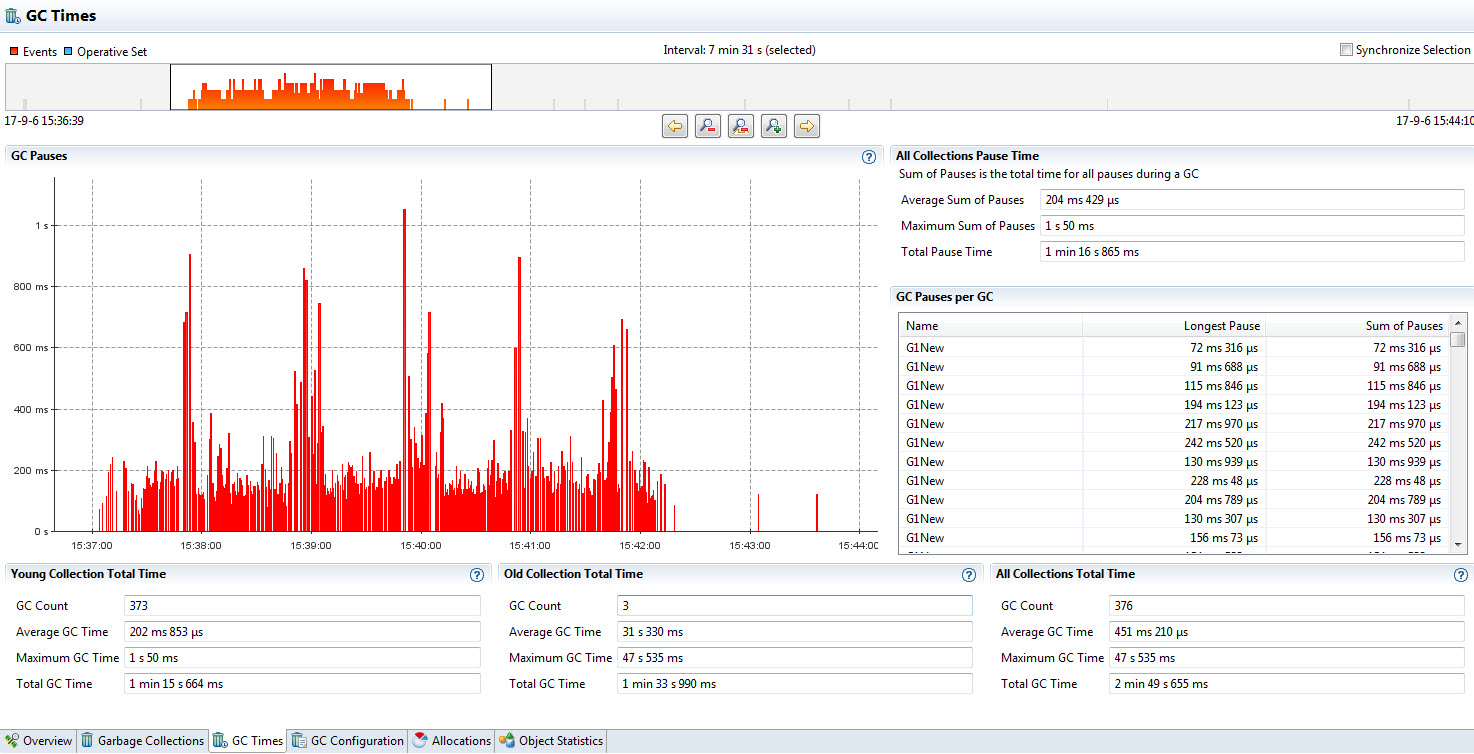 GC Times
Events Operative Set Interval: 7 min 31 s (selected) Synchronize Selection
17-9-6 15:36:39 17-9-6 15:44:10
GC Pauses
1 s
800 ms
600 ms
400 ms
200 ms
0 s
15:37:00 15:38:00 15:39:00 15:40:00 15:41:00 15:42:00 15:43:00 15:44:00
All Collections Pause Time
Sum of Pauses is the total time for all pauses during a GC
Average Sum of Pauses 204 ms 429 µs
Maximum Sum of Pauses 1 s 50 ms
Total Pause Time 1 min 16 s 865 ms
GC Pauses per GC
Name Longest Pause Sum of Pauses
G1New 72 ms 316 µs 72 ms 316 µs
G1New 91 ms 688 µs 91 ms 688 µs
G1New 115 ms 846 µs 115 ms 846 µs
G1New 194 ms 123 µs 194 ms 123 µs
G1New 217 ms 970 µs 217 ms 970 µs
G1New 242 ms 520 µs 242 ms 520 µs
G1New 130 ms 939 µs 130 ms 939 µs
G1New 228 ms 48 µs 228 ms 48 µs
G1New 204 ms 789 µs 204 ms 789 µs
G1New 130 ms 307 µs 130 ms 307 µs
G1New 156 ms 73 µs 156 ms 73 µs
Young Collection Total Time
GC Count 373
Average GC Time 202 ms 853 µs
Maximum GC Time 1 s 50 ms
Total GC Time 1 min 15 s 664 ms
Old Collection Total Time
GC Count 3
Average GC Time 31 s 330 ms
Maximum GC Time 47 s 535 ms
Total GC Time 1 min 33 s 990 ms
All Collections Total Time
GC Count 376
Average GC Time 451 ms 210 µs
Maximum GC Time 47 s 535 ms
Total GC Time 2 min 49 s 655 ms
Overview Garbage Collections GC Times GC Configuration Allocations Object Statistics